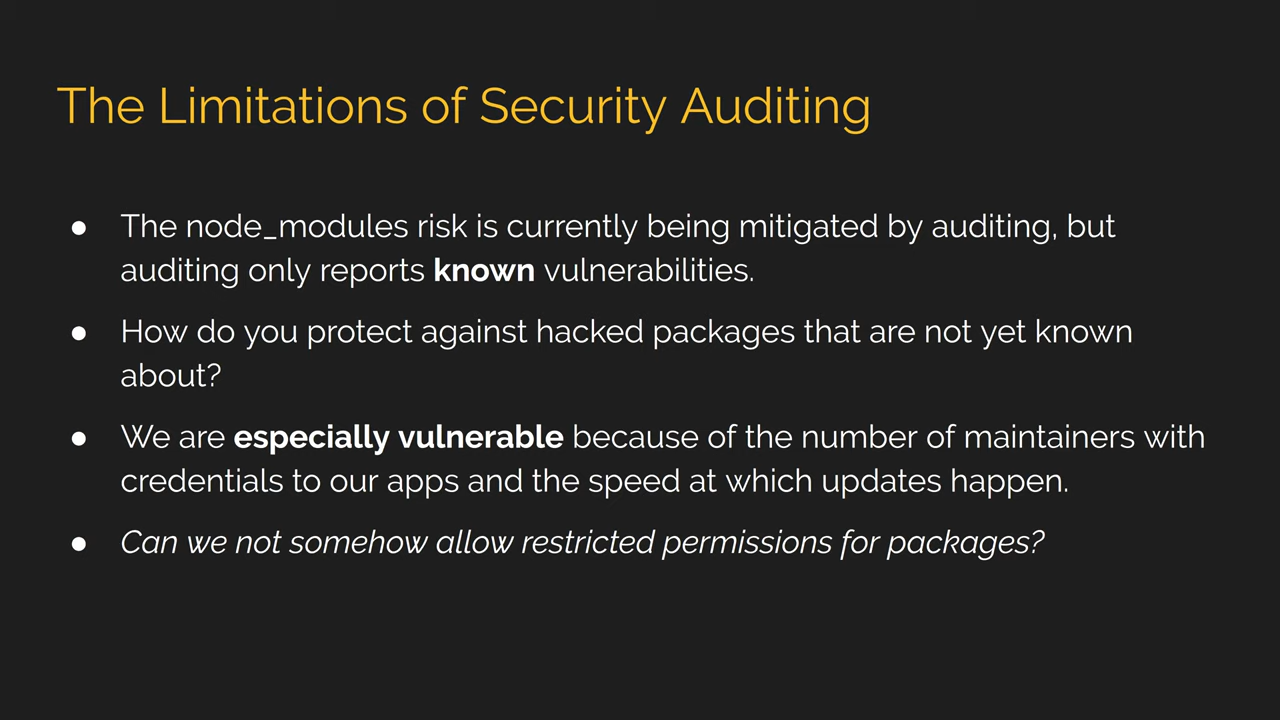 The Limitations of Security Auditing
● The node_modules risk is currently being mitigated by auditing, but
auditing only reports known vulnerabilities.
● How do you protect against hacked packages that are not yet known
about?
● We are especially vulnerable because of the number of maintainers with
credentials to our apps and the speed at which updates happen.
● Can we not somehow allow restricted permissions for packages?